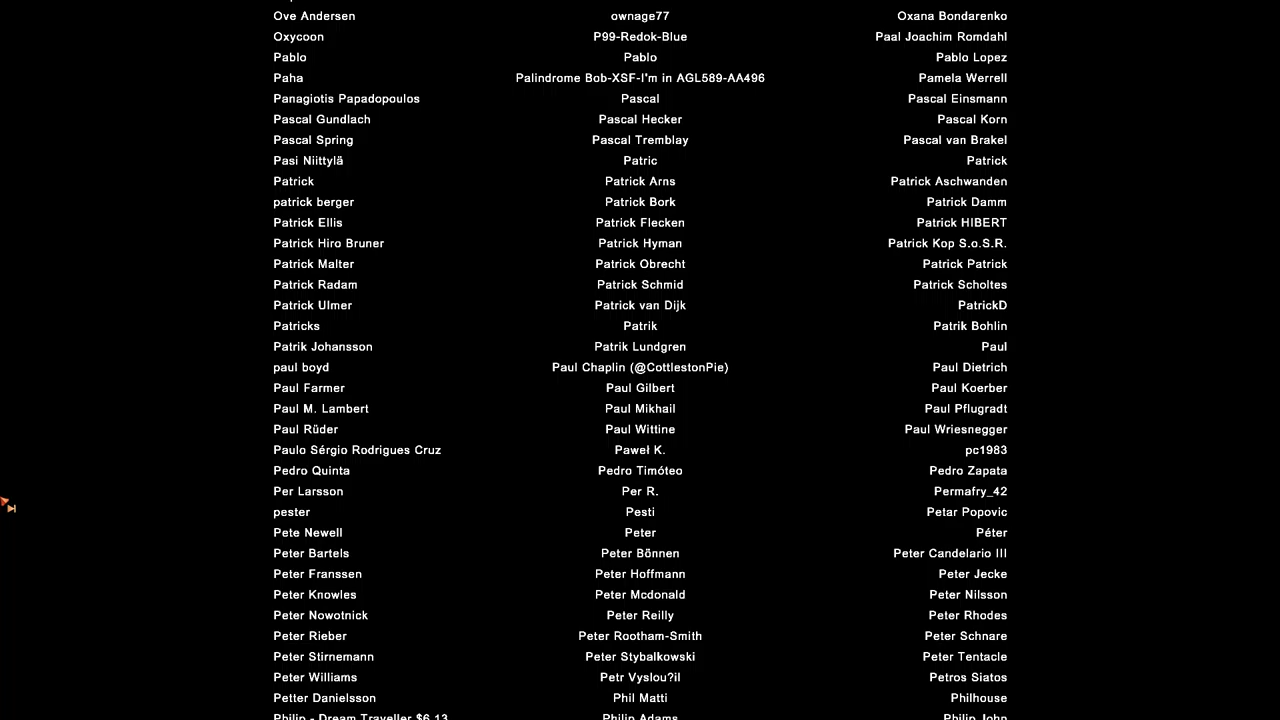 Ove Andersen ownage77 Oxana Bondarenko
Oxycoon P99-Redok-Blue Paal Joachim Romdahl
Pablo Pablo Pablo Lopez
Paha Palindrome Bob-XSF-I'm in AGL589-AA496 Pamela Werrell
Panagiotis Papadopoulos Pascal Pascal Einsmann
Pascal Gundlach Pascal Hecker Pascal Korn
Pascal Spring Pascal Tremblay Pascal van Brakel
Pasi Niittylä Patric Patrick
Patrick Patrick Arns Patrick Aschwanden
patrick berger Patrick Bork Patrick Damm
Patrick Ellis Patrick Flecken Patrick HIBERT
Patrick Hiro Bruner Patrick Hyman Patrick Kop S.o.S.R.
Patrick Malter Patrick Obrecht Patrick Patrick
Patrick Radam Patrick Schmid Patrick Scholtes
Patrick Ulmer Patrick van Dijk PatrickD
Patricks Patrik Patrik Bohlin
Patrik Johansson Patrik Lundgren Paul
paul boyd Paul Chaplin (@CottlestonPie) Paul Dietrich
Paul Farmer Paul Gilbert Paul Koerber
Paul M. Lambert Paul Mikhail Paul Pflugradt
Paul Rüder Paul Wittine Paul Wriesnegger
Paulo Sérgio Rodrigues Cruz Paweł K. pc1983
Pedro Quinta Pedro Timóteo Pedro Zapata
Per Larsson Per R. Permafry_42
pester Pesti Petar Popovic
Pete Newell Peter Péter
Peter Bartels Peter Bönnen Peter Candelario III
Peter Franssen Peter Hoffmann Peter Jecke
Peter Knowles Peter Mcdonald Peter Nilsson
Peter Nowotnick Peter Reilly Peter Rhodes
Peter Rieber Peter Rootham-Smith Peter Schnare
Peter Stirnemann Peter Stybalkowski Peter Tentacle
Peter Williams Petr Vyslou?il Petros Siatos
Petter Danielsson Phil Matti Philhouse
Philip - Dream Traveller $6.13 Philip Adams Philip John